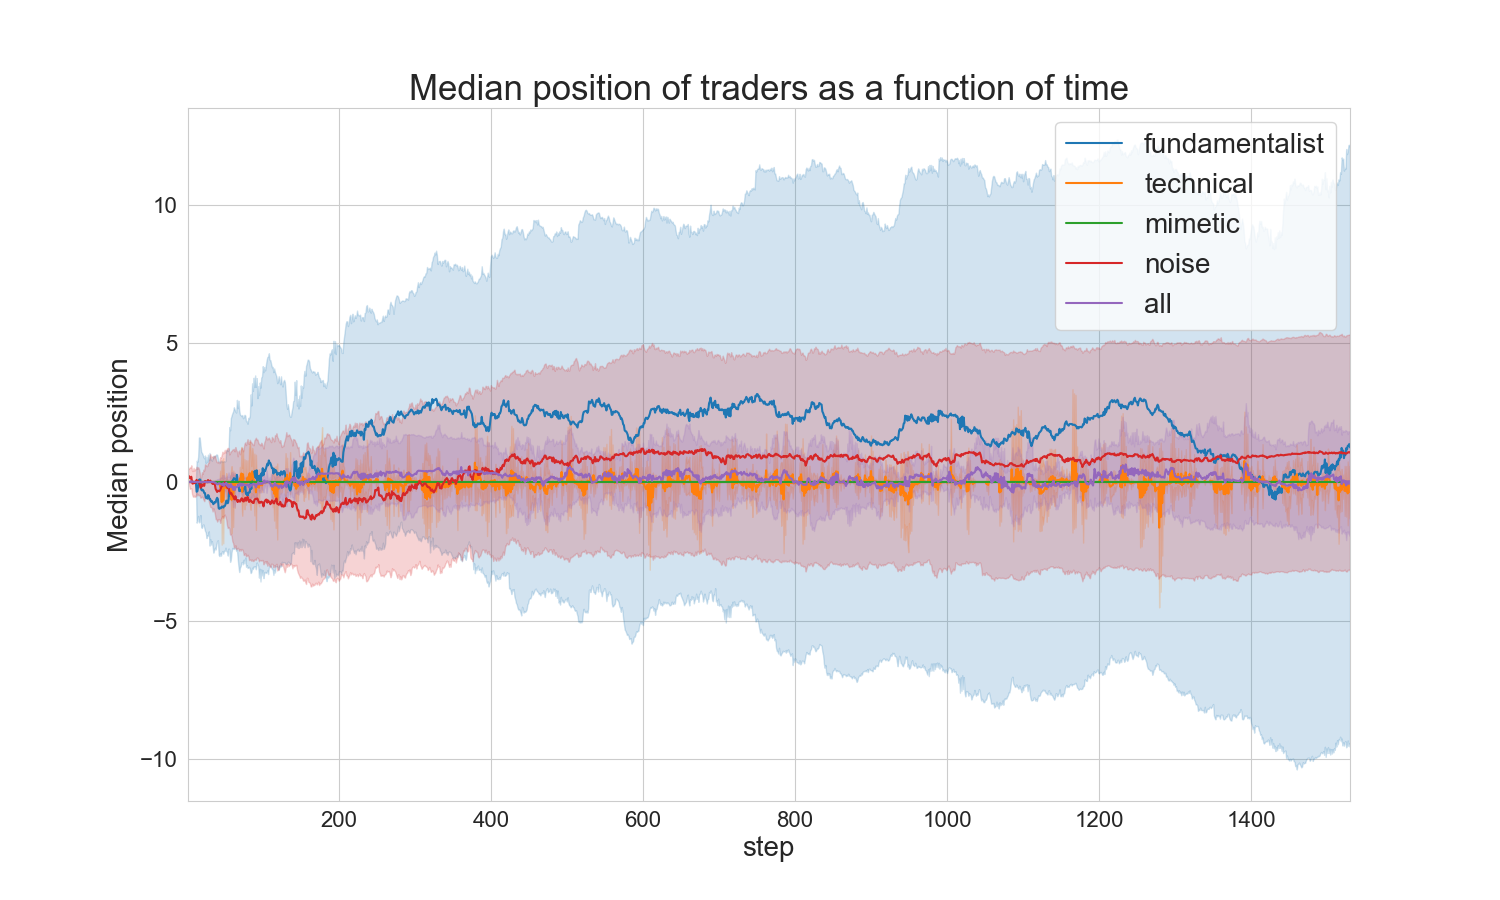 Median position of traders as a function of time
fundamentalist
technical
mimetic
noise
all
10
5
0
−5
−10
Median position
200 400 600 800 1000 1200 1400
step